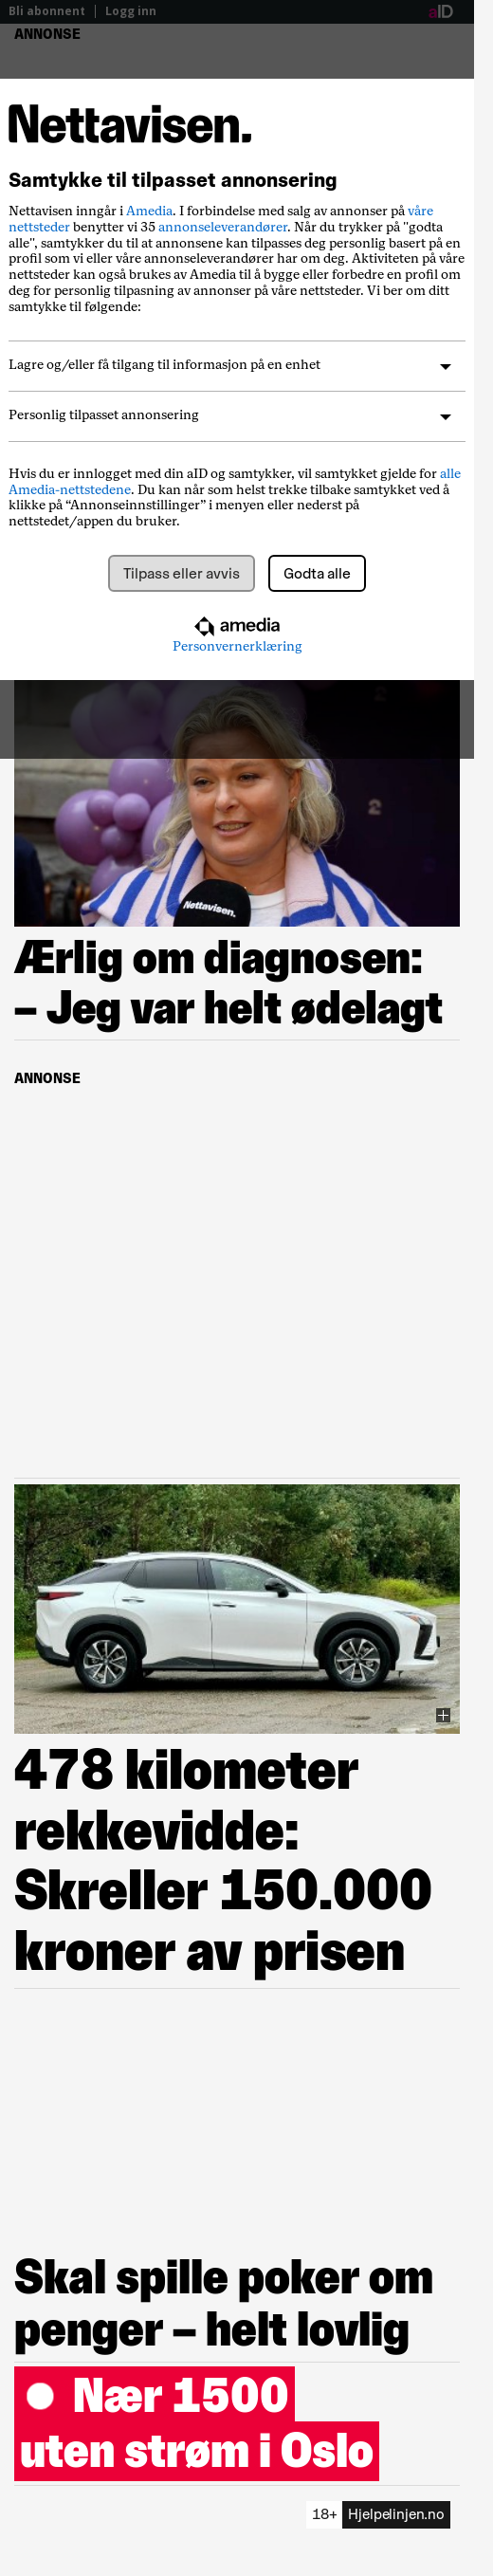 Bli abonnent | Logg inn
aID
ANNONSE
Nettavisen.
Samtykke til tilpasset annonsering
Nettavisen inngår i Amedia. I forbindelse med salg av annonser på våre
nettsteder benytter vi 35 annonseleverandører. Når du trykker på "godta
alle", samtykker du til at annonsene kan tilpasses deg personlig basert på en
profil som vi eller våre annonseleverandører har om deg. Aktiviteten på våre
nettsteder kan også brukes av Amedia til å bygge eller forbedre en profil om
deg for personlig tilpasning av annonser på våre nettsteder. Vi ber om ditt
samtykke til følgende:
Lagre og/eller få tilgang til informasjon på en enhet
Personlig tilpasset annonsering
Hvis du er innlogget med din aID og samtykker, vil samtykket gjelde for alle
Amedia-nettstedene. Du kan når som helst trekke tilbake samtykket ved å
klikke på “Annonseinnstillinger” i menyen eller nederst på
nettstedet/appen du bruker.
Tilpass eller avvis
Godta alle
amedia
Personvernerklæring
2
Nettavisen.
Ærlig om diagnosen:
– Jeg var helt ødelagt
ANNONSE
478 kilometer
rekkevidde:
Skreller 150.000
kroner av prisen
Skal spille poker om
penger – helt lovlig
Nær 1500
uten strøm i Oslo
18+ Hjelpelinjen.no